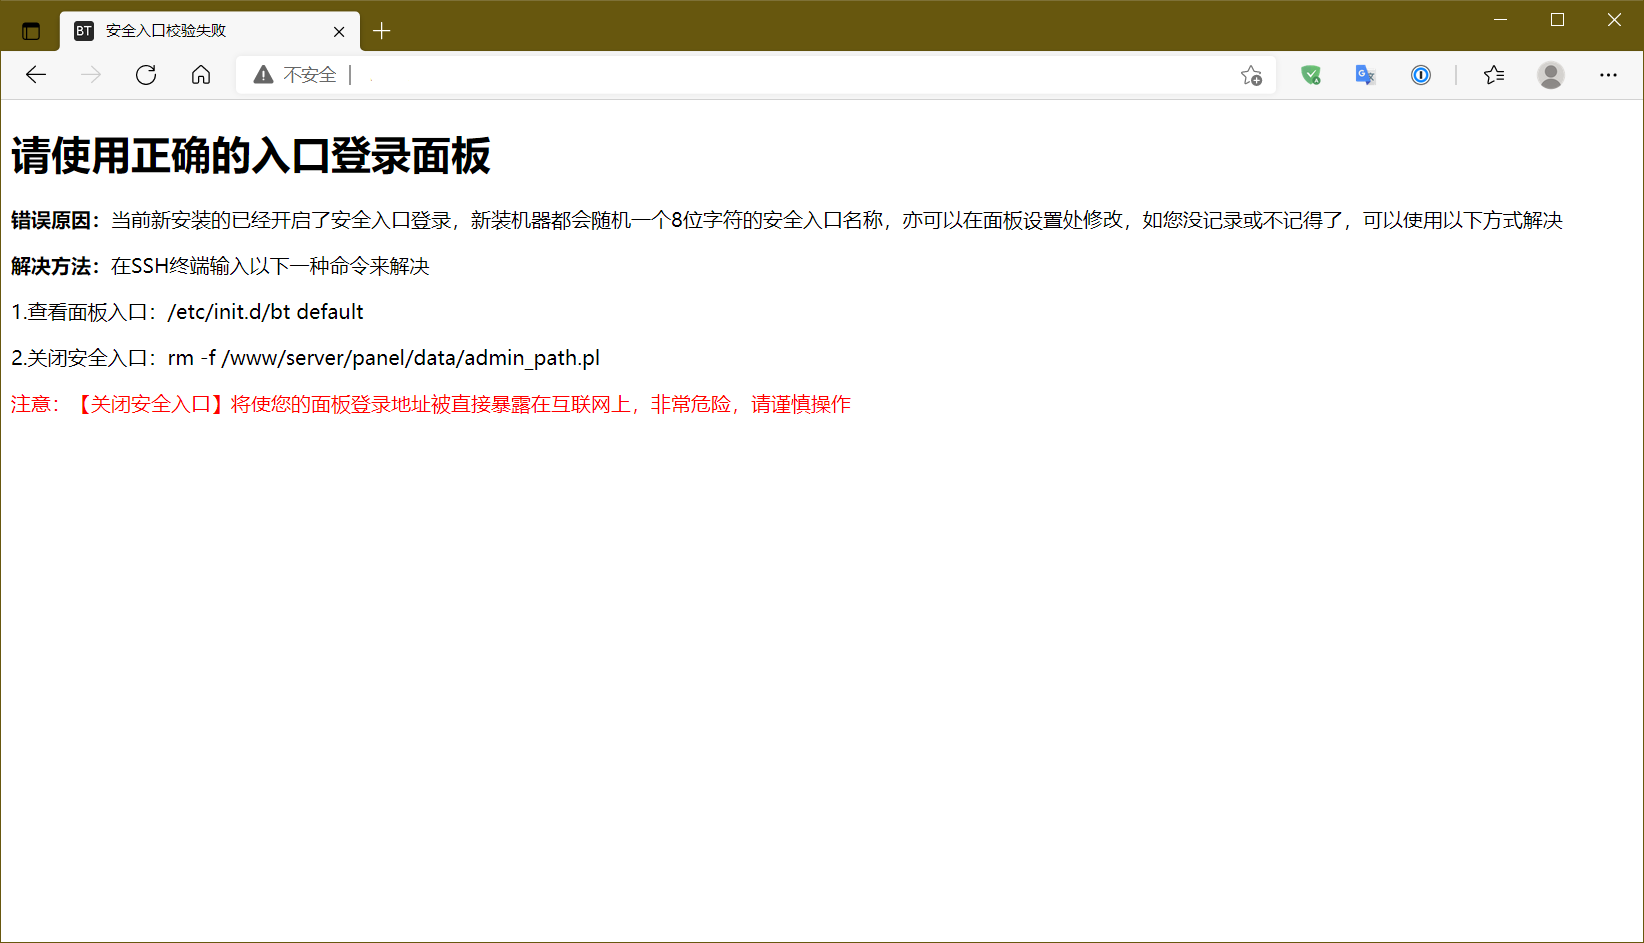 BT 安全入口校验失败
不安全
请使用正确的入口登录面板
错误原因：当前新安装的已经开启了安全入口登录，新装机器都会随机一个8位字符的安全入口名称，亦可以在面板设置处修改，如您没记录或不记得了，可以使用以下方式解决
解决方法：在SSH终端输入以下一种命令来解决
1.查看面板入口：/etc/init.d/bt default
2.关闭安全入口：rm -f /www/server/panel/data/admin_path.pl
注意：【关闭安全入口】将使您的面板登录地址被直接暴露在互联网上，非常危险，请谨慎操作